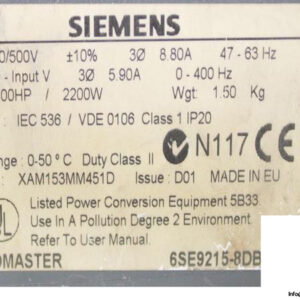 SIEMENS
0/500V ±10% 3Ø 8.80A 47 - 63 Hz
- Input V 3Ø 5.90A 0 - 400 Hz
00HP / 2200W Wgt: 1.50 Kg
IEC 536 / VDE 0106 Class 1 IP20
N117 CE
nge : 0-50°C Duty Class II
XAM153MM451D Issue : D01 MADE IN EU
UL Listed Power Conversion Equipment 5B33.
Use In A Pollution Degree 2 Environment.
Refer To User Manual.
OMASTER 6SE9215-8DB